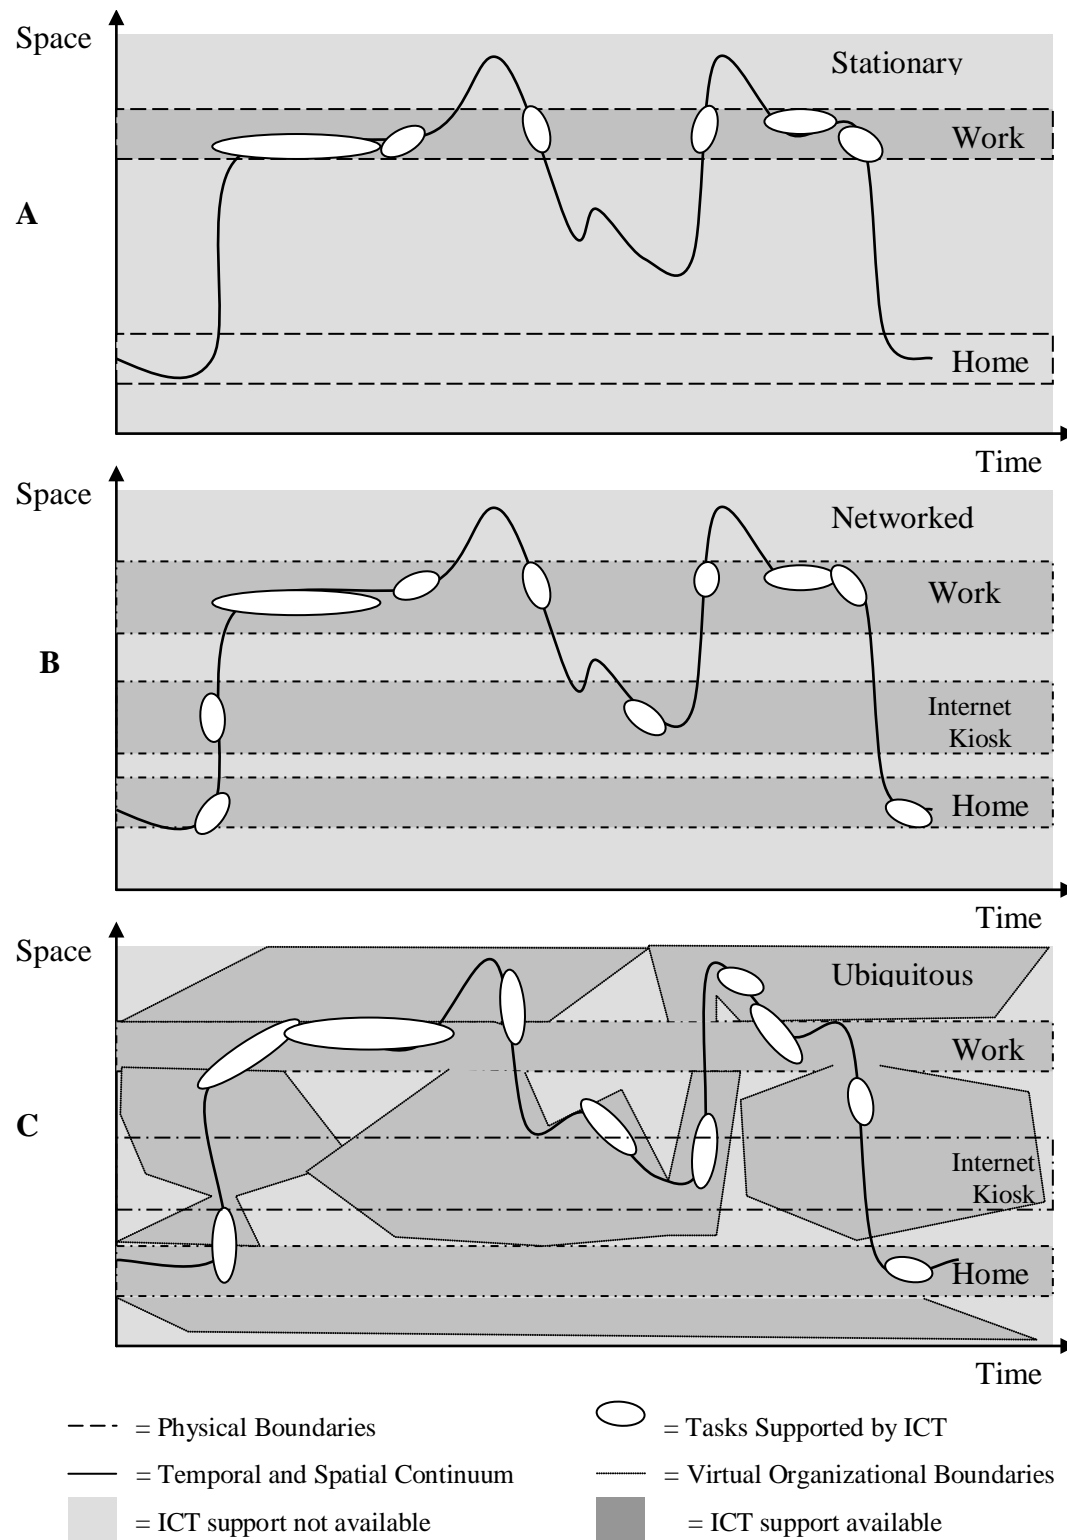 Space
Stationary
Work
A
Home
Time
Space
Networked
Work
B
Internet
Kiosk
Home
Time
Space
Ubiquitous
Work
C
Internet
Kiosk
Home
Time
= Physical Boundaries
= Tasks Supported by ICT
= Temporal and Spatial Continuum
= Virtual Organizational Boundaries
= ICT support not available
= ICT support available